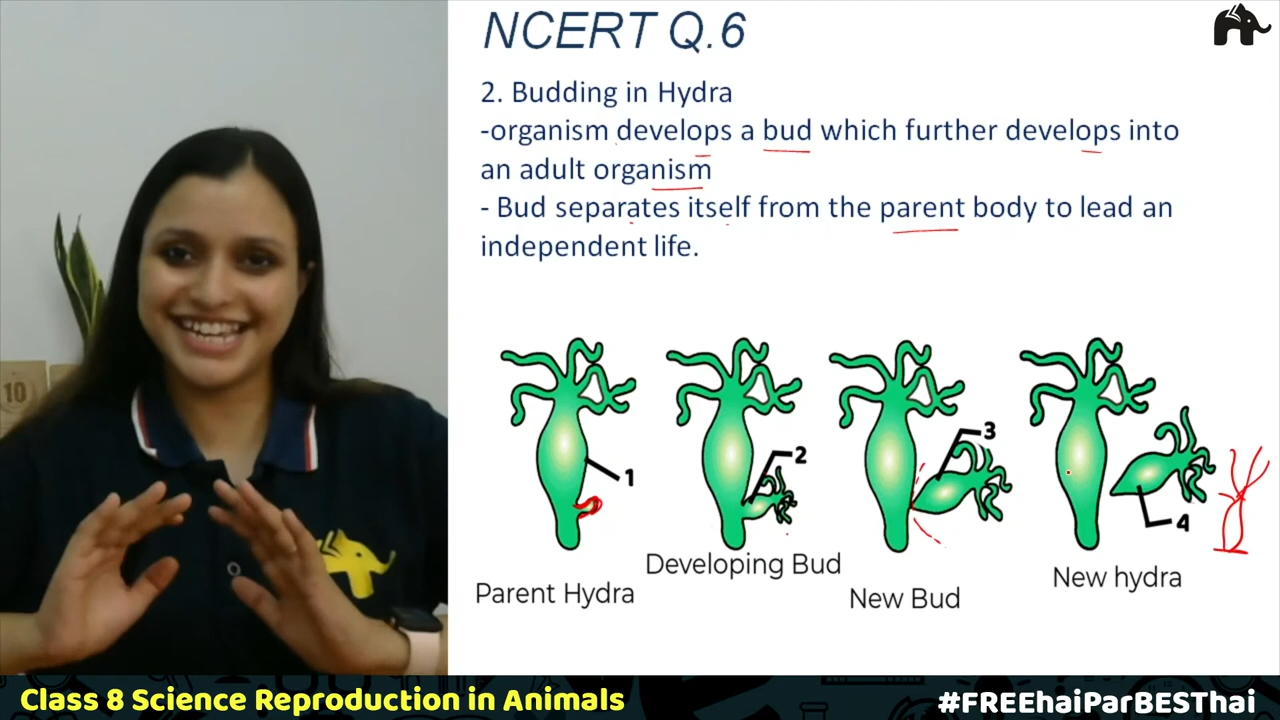 NCERT Q.6
2. Budding in Hydra
-organism develops a bud which further develops into
an adult organism
- Bud separates itself from the parent body to lead an
independent life.
10
1
2
3
4
Parent Hydra
Developing Bud
New Bud
New hydra
Class 8 Science Reproduction in Animals
#FREEhaiParBESThai